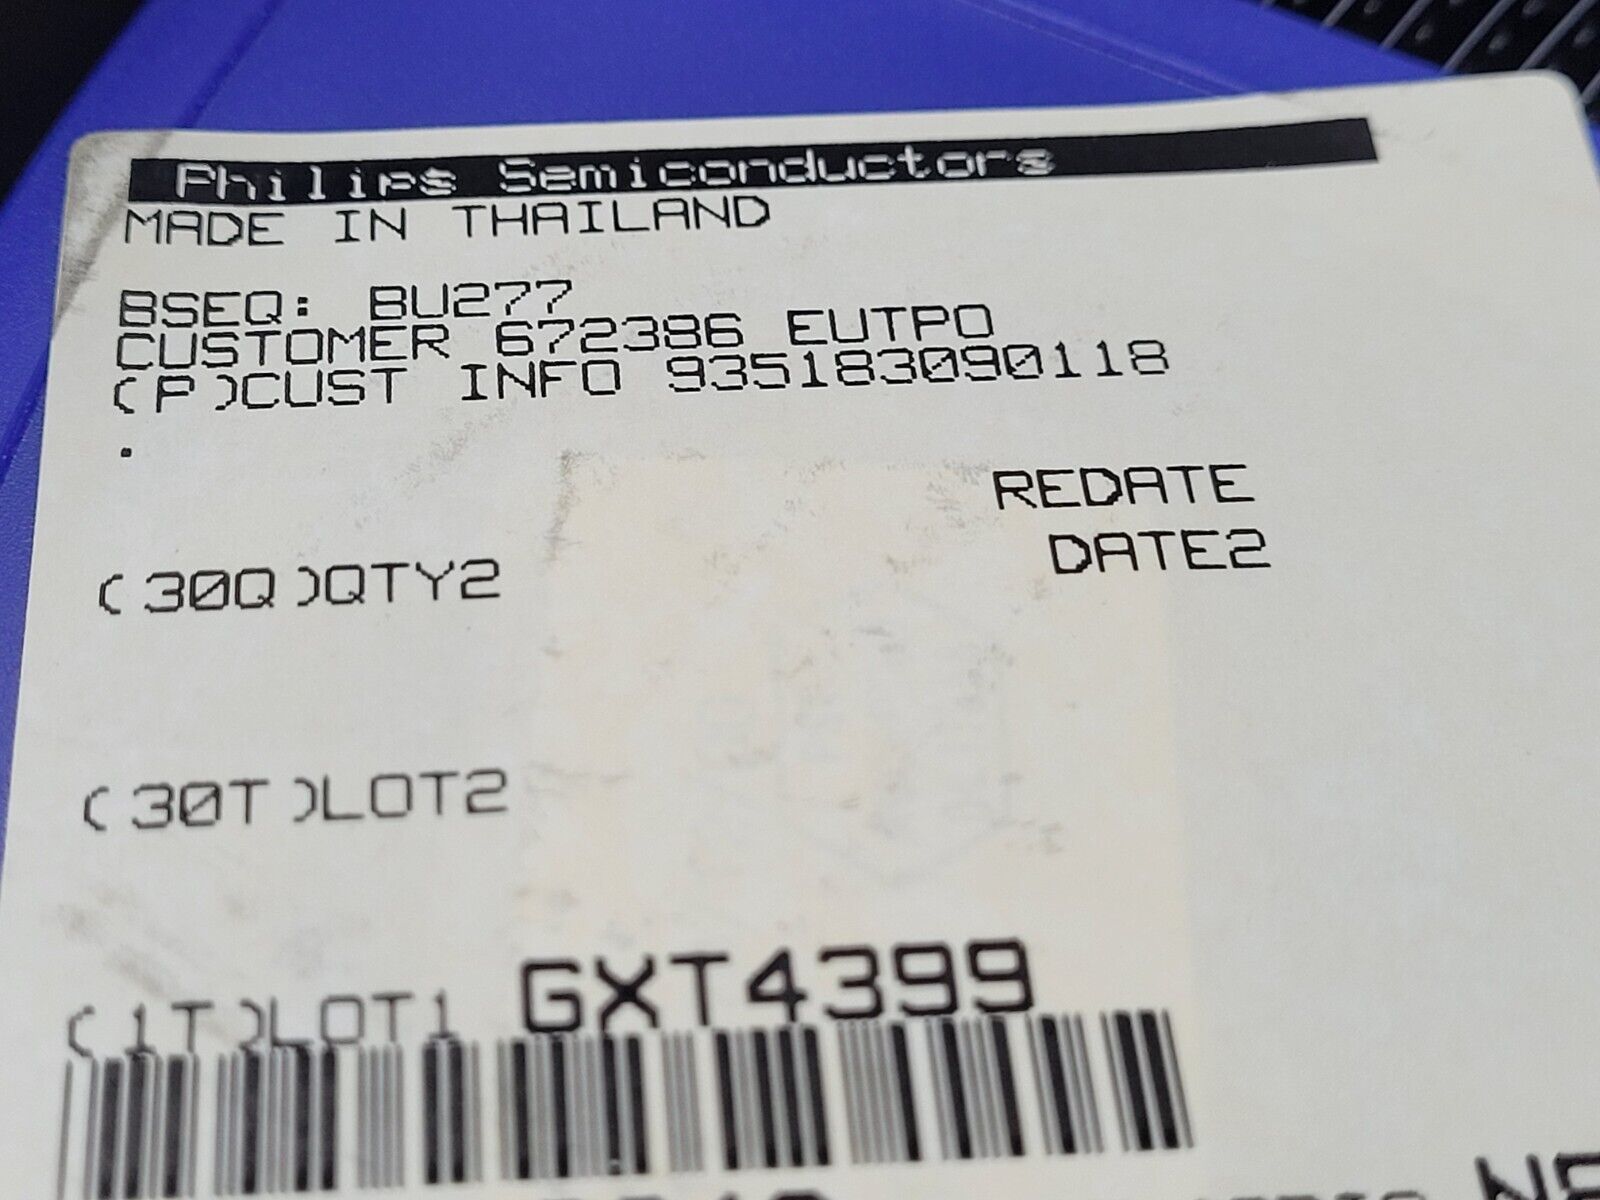 Philips Semiconductors
MADE IN THAILAND
BSEQ: BU277
CUSTOMER 672386 EUTPO
(P)CUST INFO 935183090118
.
REDATE
DATE2
(30Q)QTY2
(30T)LOT2
(1T)LOT1 GXT4399